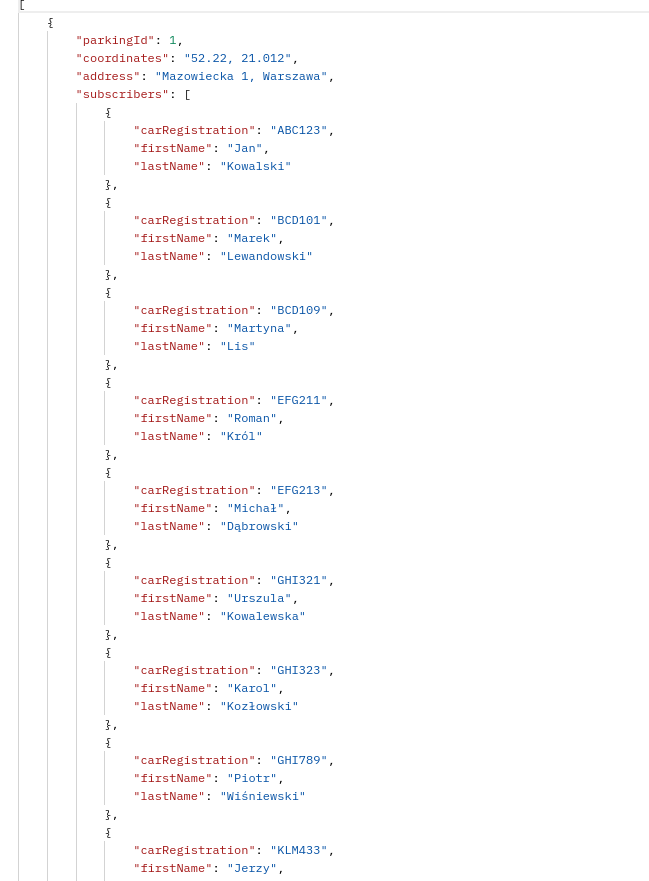 [
{
"parkingId": 1,
"coordinates": "52.22, 21.012",
"address": "Mazowiecka 1, Warszawa",
"subscribers": [
{
"carRegistration": "ABC123",
"firstName": "Jan",
"lastName": "Kowalski"
},
{
"carRegistration": "BCD101",
"firstName": "Marek",
"lastName": "Lewandowski"
},
{
"carRegistration": "BCD109",
"firstName": "Martyna",
"lastName": "Lis"
},
{
"carRegistration": "EFG211",
"firstName": "Roman",
"lastName": "Król"
},
{
"carRegistration": "EFG213",
"firstName": "Michał",
"lastName": "Dąbrowski"
},
{
"carRegistration": "GHI321",
"firstName": "Urszula",
"lastName": "Kowalewska"
},
{
"carRegistration": "GHI323",
"firstName": "Karol",
"lastName": "Kozłowski"
},
{
"carRegistration": "GHI789",
"firstName": "Piotr",
"lastName": "Wiśniewski"
},
{
"carRegistration": "KLM433",
"firstName": "Jerzy",